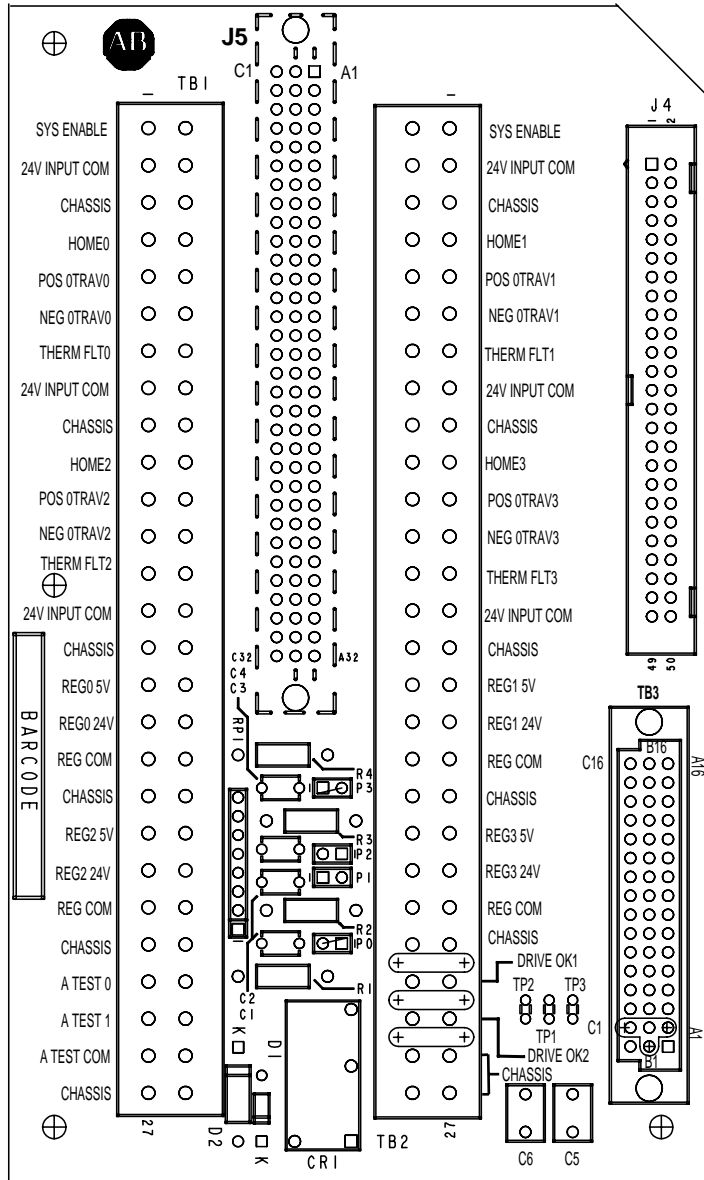 AB
J5
C1
A1
TB1
SYS ENABLE
24V INPUT COM
CHASSIS
HOME0
POS 0TRAV0
NEG 0TRAV0
THERM FLT0
24V INPUT COM
CHASSIS
HOME2
POS 0TRAV2
NEG 0TRAV2
THERM FLT2
24V INPUT COM
CHASSIS
REG0 5V
REG0 24V
REG COM
CHASSIS
REG2 5V
REG2 24V
REG COM
CHASSIS
A TEST 0
A TEST 1
A TEST COM
CHASSIS
27
BARCODE
C32
A32
C4
C3
RP1
R4
1
P3
R3
1P2
1
P1
R2
1P0
1
R1
C2
C1
K
D1
D2
K
CR1
TB2
SYS ENABLE
24V INPUT COM
CHASSIS
HOME1
POS 0TRAV1
NEG 0TRAV1
THERM FLT1
24V INPUT COM
CHASSIS
HOME3
POS 0TRAV3
NEG 0TRAV3
THERM FLT3
24V INPUT COM
CHASSIS
REG1 5V
REG1 24V
REG COM
CHASSIS
REG3 5V
REG3 24V
REG COM
CHASSIS
DRIVE OK1
DRIVE OK2
CHASSIS
27
TP2
TP3
TP1
C6
C5
J4
1
2
49
50
TB3
C16
B16
A16
C1
B1
A1